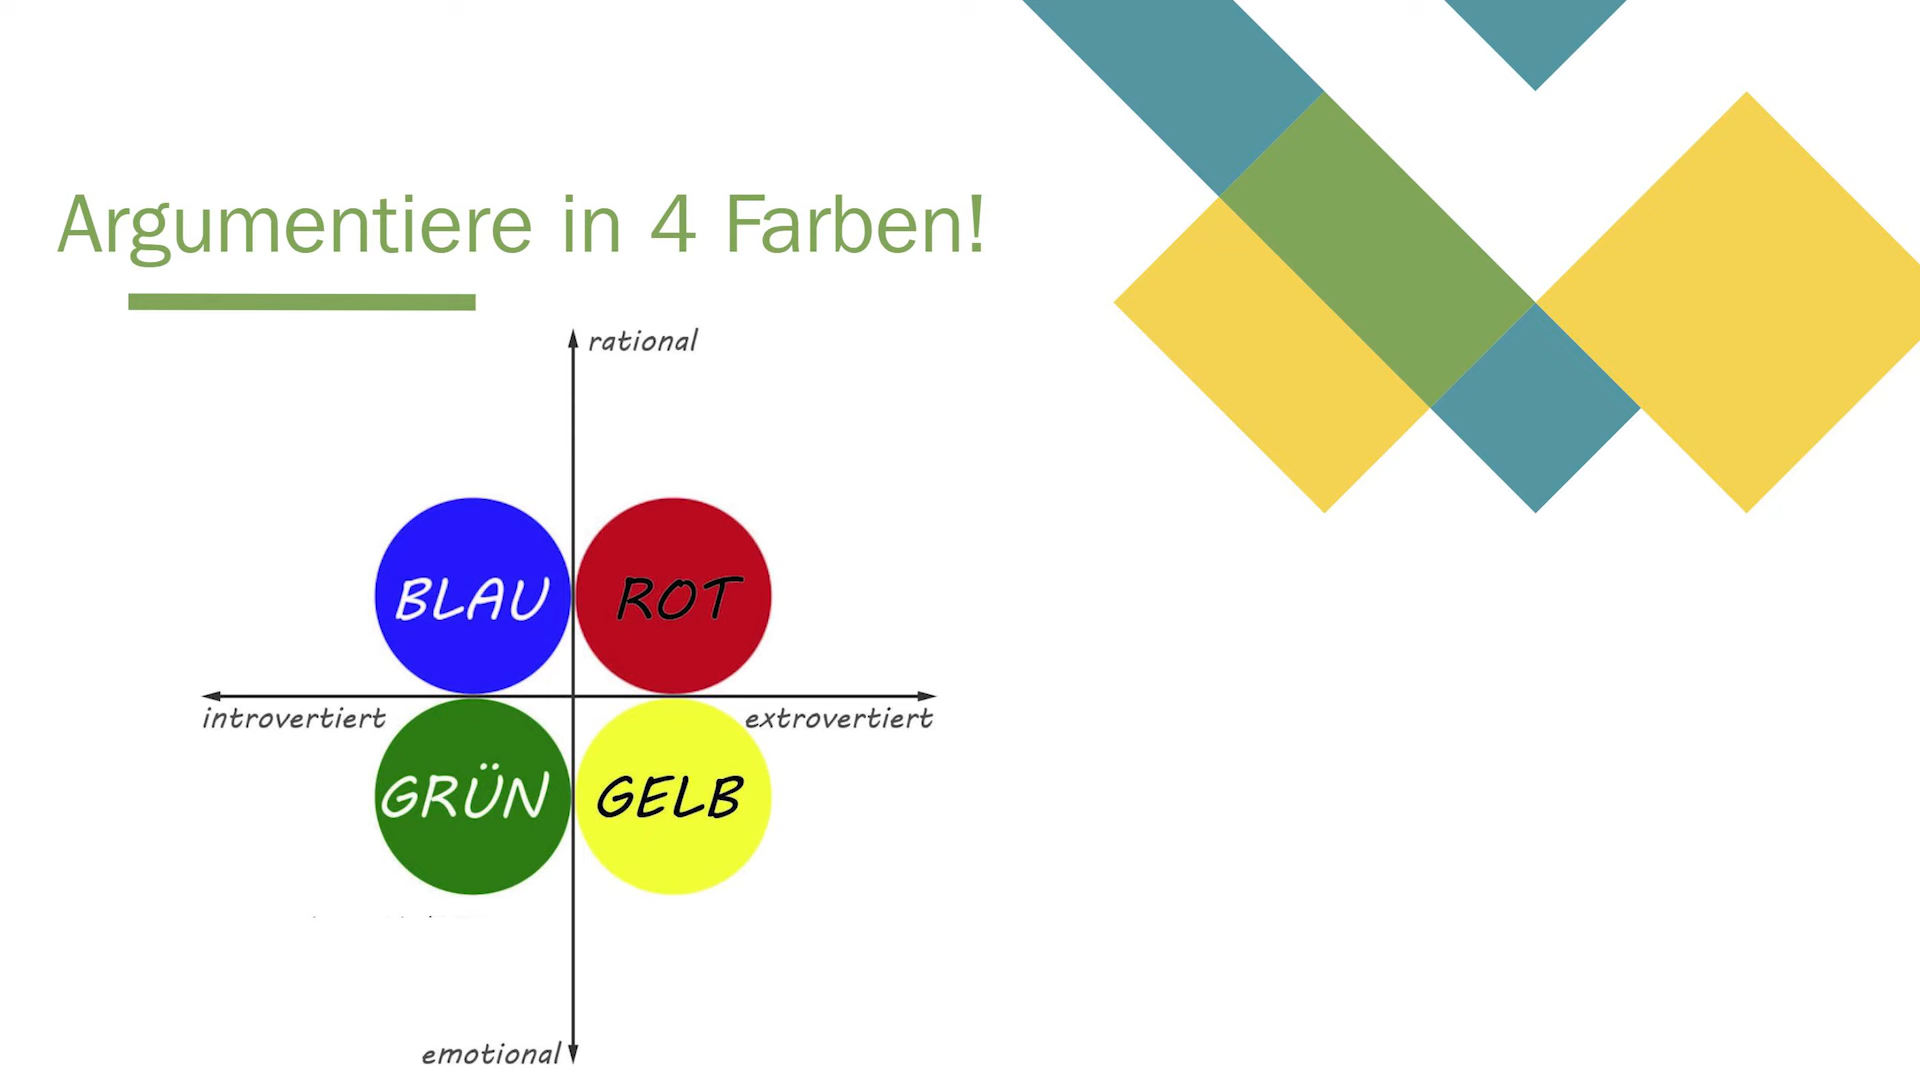 Argumentiere in 4 Farben!
rational
BLAU
ROT
introvertiert
extrovertiert
GRÜN
GELB
emotional